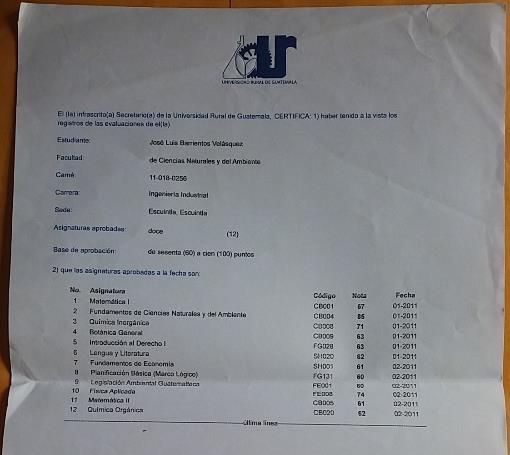 ur
UNIVERSIDAD RURAL DE GUATEMALA
El (la) infrascrito(a) Secretario(a) de la Universidad Rural de Guatemala, CERTIFICA: 1) haber tenido a la vista los
registros de las evaluaciones de el(la)
Estudiante: José Luis Barrientos Velásquez
Facultad: de Ciencias Naturales y del Ambiente
Carné: 11-018-0256
Carrera: Ingeniería Industrial
Sede: Escuintla, Escuintla
Asignaturas aprobadas: doce (12)
Base de aprobación: de sesenta (60) a cien (100) puntos
2) que las asignaturas aprobadas a la fecha son:
No. Asignatura Código Nota Fecha
1 Matemática I CB001 67 01-2011
2 Fundamentos de Ciencias Naturales y del Ambiente CB004 85 01-2011
3 Química Inorgánica CB008 71 01-2011
4 Botánica General CB009 63 01-2011
5 Introducción al Derecho I FG028 63 01-2011
6 Lengua y Literatura SH020 62 01-2011
7 Fundamentos de Economía SH001 61 02-2011
8 Planificación Básica (Marco Lógico) FG131 60 02-2011
9 Legislación Ambiental Guatemalteca FE001 60 02-2011
10 Física Aplicada FE008 74 02-2011
11 Matemática II CB005 61 02-2011
12 Química Orgánica CB020 62 02-2011
última línea